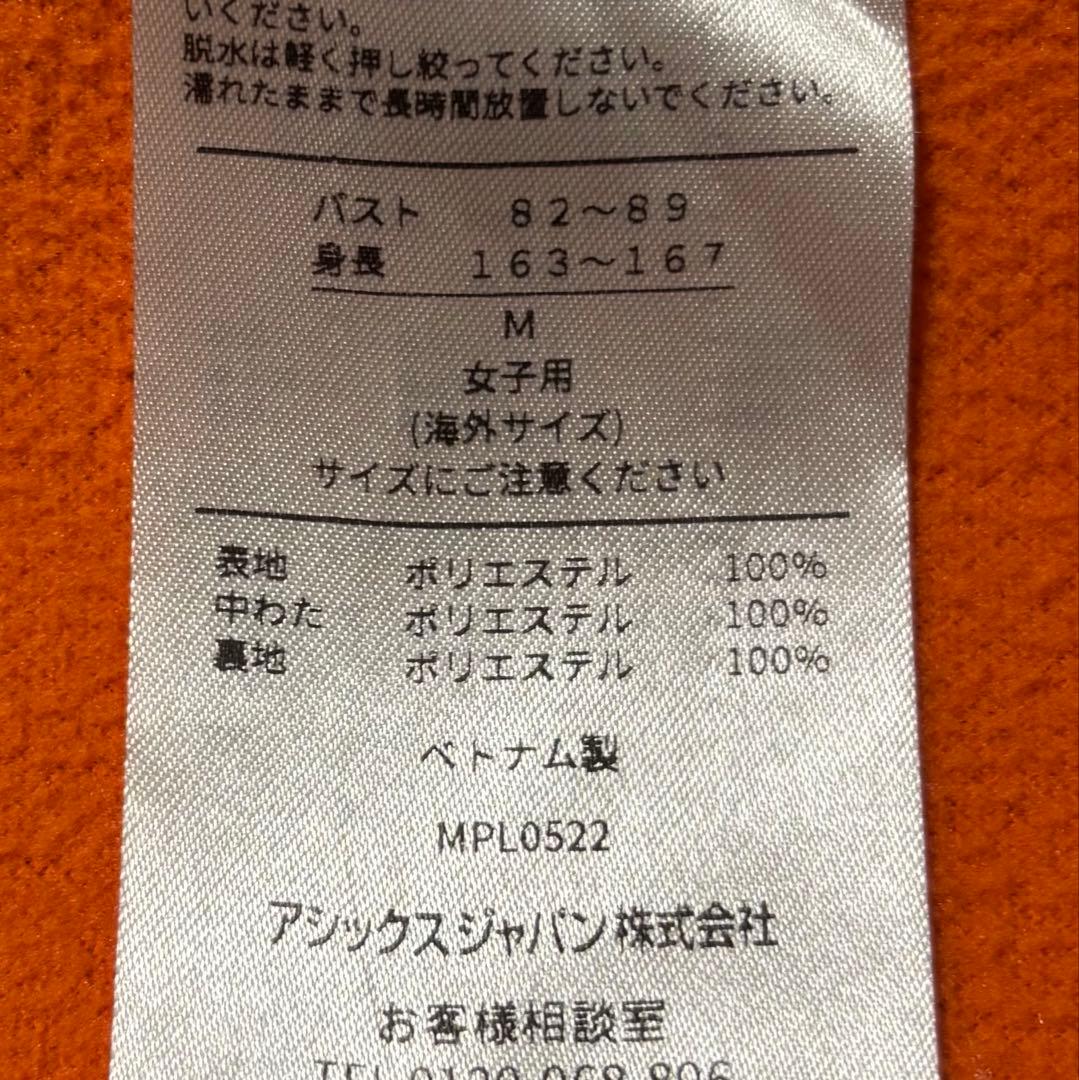 いください。
脱水は軽く押し絞ってください。
濡れたままで長時間放置しないでください。
バスト 82～89
身長 163～167
M
女子用
(海外サイズ)
サイズにご注意ください
表地 ポリエステル 100%
中わた ポリエステル 100%
裏地 ポリエステル 100%
ベトナム製
MPL0522
アシックスジャパン株式会社
お客様相談室
TEL 0120-068-806